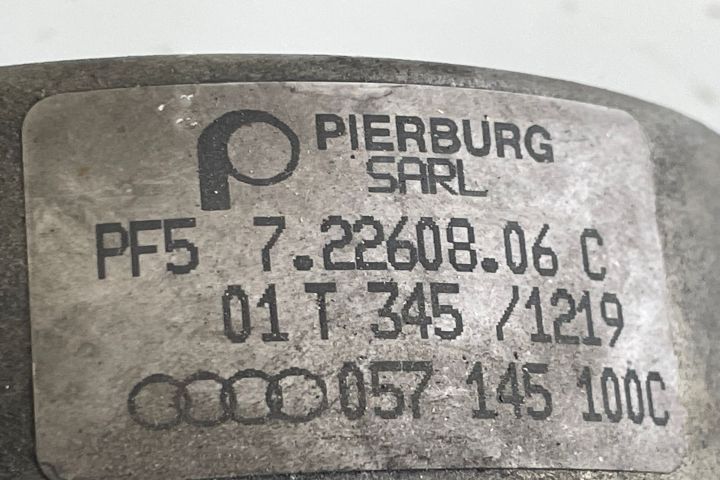 PIERBURG
SARL
PF5 7.22608.06 C
01 T 345 /1219
057 145 100C